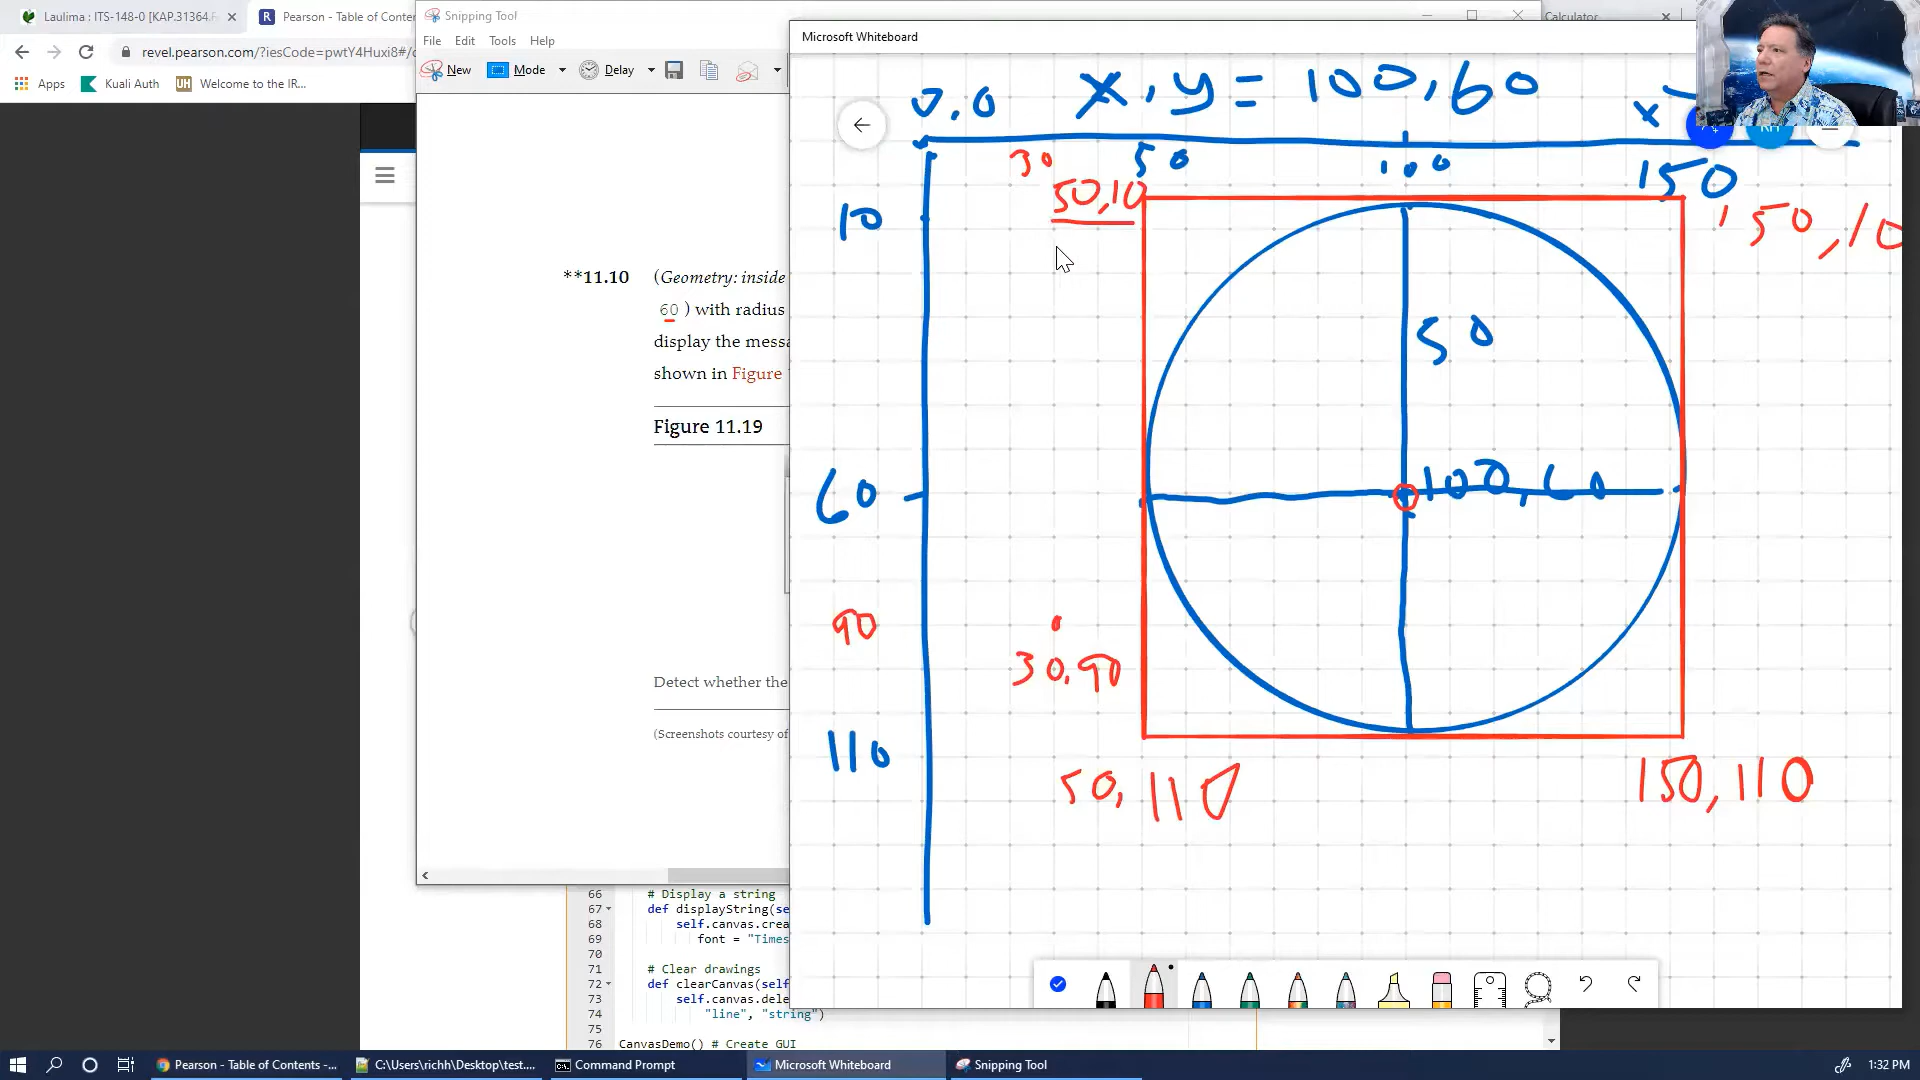 Laulima : ITS-148-0 [KAP.31364.F
Pearson - Table of Conten
revel.pearson.com/?iesCode=pwtY4Huxi8#/
Apps
Kuali Auth
Welcome to the IR...
Snipping Tool
File Edit Tools Help
New Mode Delay
Calculator
Microsoft Whiteboard
0,0 x,y = 100,60 x
30 50 100 150
50,10
150,10
10
50
60
100,60
90
30,90
110
50,110
150,110
**11.10 (Geometry: inside
60 ) with radius
display the messa
shown in Figure
Figure 11.19
Detect whether the
(Screenshots courtesy of
66 # Display a string
67 def displayString(se
68 self.canvas.crea
69 font = "Times
70
71 # Clear drawings
72 def clearCanvas(self
73 self.canvas.dele
74 "line", "string")
75
76 CanvasDemo() # Create GUI
Pearson - Table of Contents -...
C:\Users\richh\Desktop\test....
Command Prompt
Microsoft Whiteboard
Snipping Tool
1:32 PM